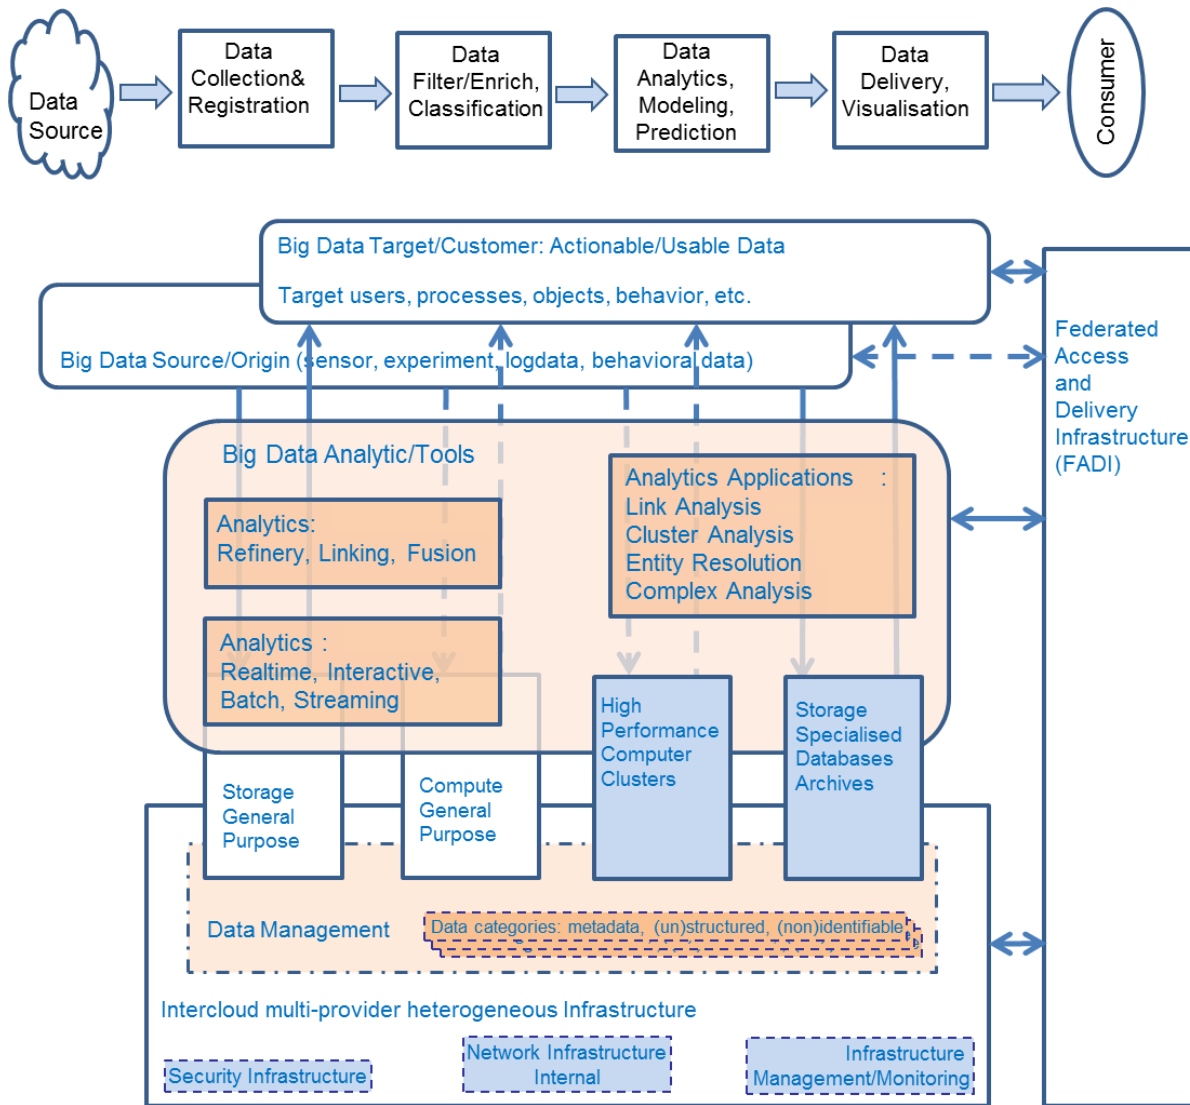 Data
Source
Data
Collection&
Registration
Data
Filter/Enrich,
Classification
Data
Analytics,
Modeling,
Prediction
Data
Delivery,
Visualisation
Consumer
Big Data Target/Customer: Actionable/Usable Data
Target users, processes, objects, behavior, etc.
Big Data Source/Origin (sensor, experiment, logdata, behavioral data)
Federated
Access
and
Delivery
Infrastructure
(FADI)
Big Data Analytic/Tools
Analytics:
Refinery, Linking, Fusion
Analytics Applications :
Link Analysis
Cluster Analysis
Entity Resolution
Complex Analysis
Analytics :
Realtime, Interactive,
Batch, Streaming
Storage
General
Purpose
Compute
General
Purpose
High
Performance
Computer
Clusters
Storage
Specialised
Databases
Archives
Data Management
Data categories: metadata, (un)structured, (non)identifiable
Intercloud multi-provider heterogeneous Infrastructure
Security Infrastructure
Network Infrastructure
Internal
Infrastructure
Management/Monitoring